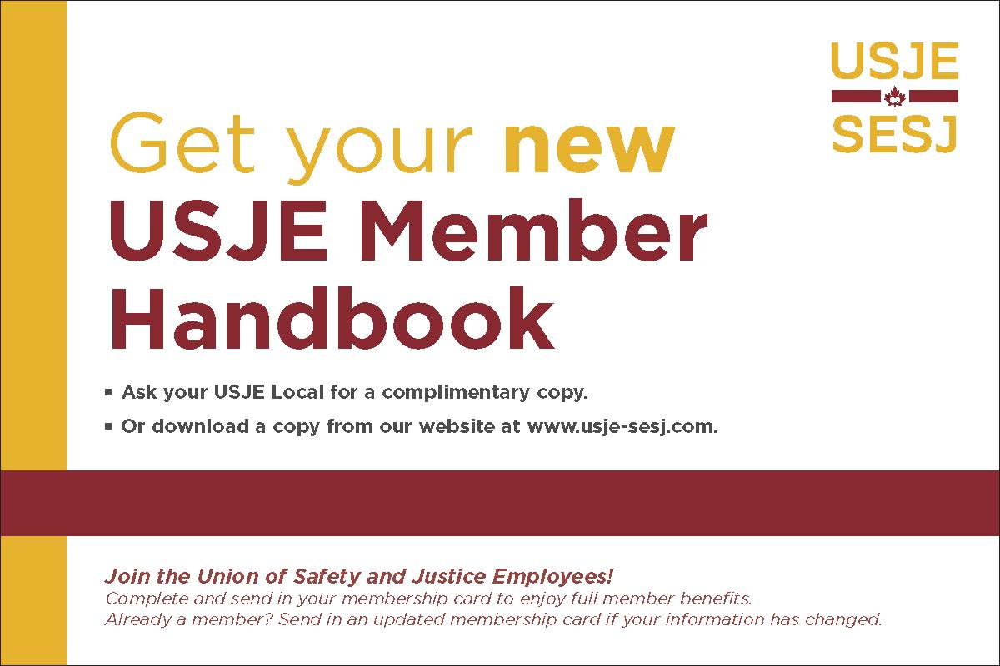 USJE
SESJ
Get your new
USJE Member
Handbook
▪ Ask your USJE Local for a complimentary copy.
▪ Or download a copy from our website at www.usje-sesj.com.
Join the Union of Safety and Justice Employees!
Complete and send in your membership card to enjoy full member benefits.
Already a member? Send in an updated membership card if your information has changed.